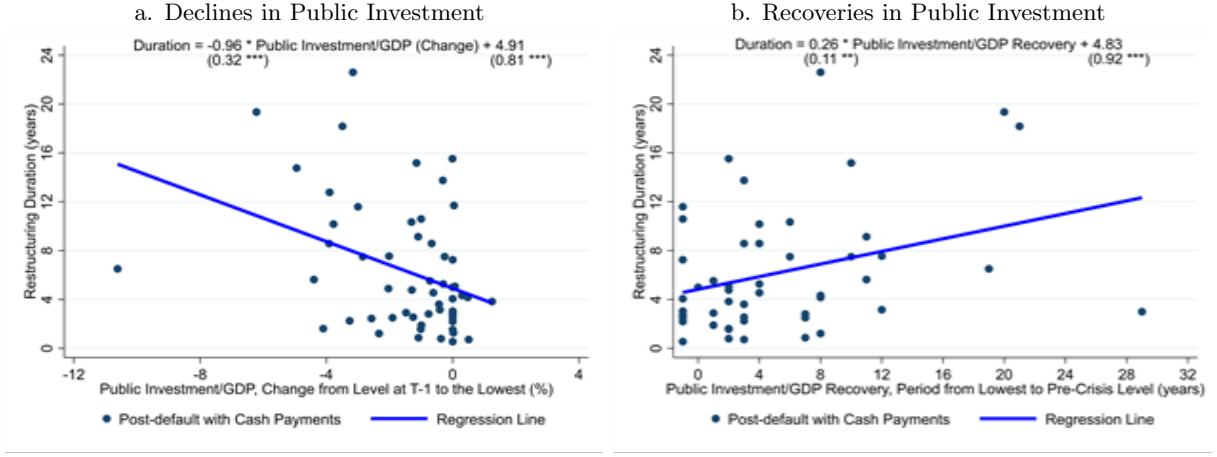 a. Declines in Public Investment
Duration = -0.96 * Public Investment/GDP (Change) + 4.91
(0.32 ***) (0.81 ***)
Restructuring Duration (years)
24
20
16
12
8
4
0
-12 -8 -4 0 4
Public Investment/GDP, Change from Level at T-1 to the Lowest (%)
Post-default with Cash Payments Regression Line
b. Recoveries in Public Investment
Duration = 0.26 * Public Investment/GDP Recovery + 4.83
(0.11 **) (0.92 ***)
Restructuring Duration (years)
24
20
16
12
8
4
0
0 4 8 12 16 20 24 28 32
Public Investment/GDP Recovery, Period from Lowest to Pre-Crisis Level (years)
Post-default with Cash Payments Regression Line